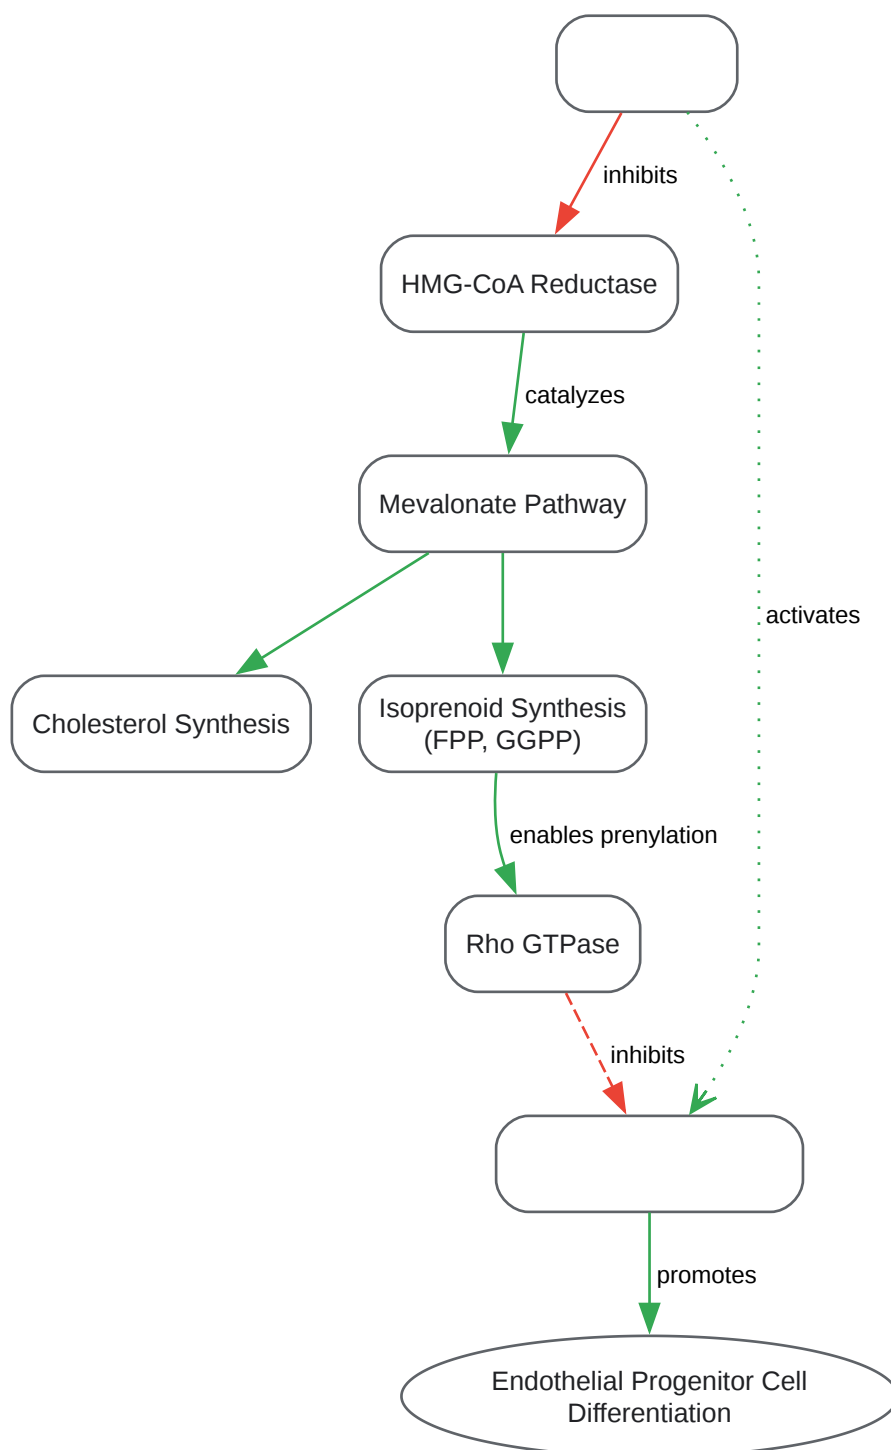 inhibits
HMG-CoA Reductase
catalyzes
Mevalonate Pathway
activates
Cholesterol Synthesis
Isoprenoid Synthesis
(FPP, GGPP)
enables prenylation
Rho GTPase
inhibits
promotes
Endothelial Progenitor Cell
Differentiation